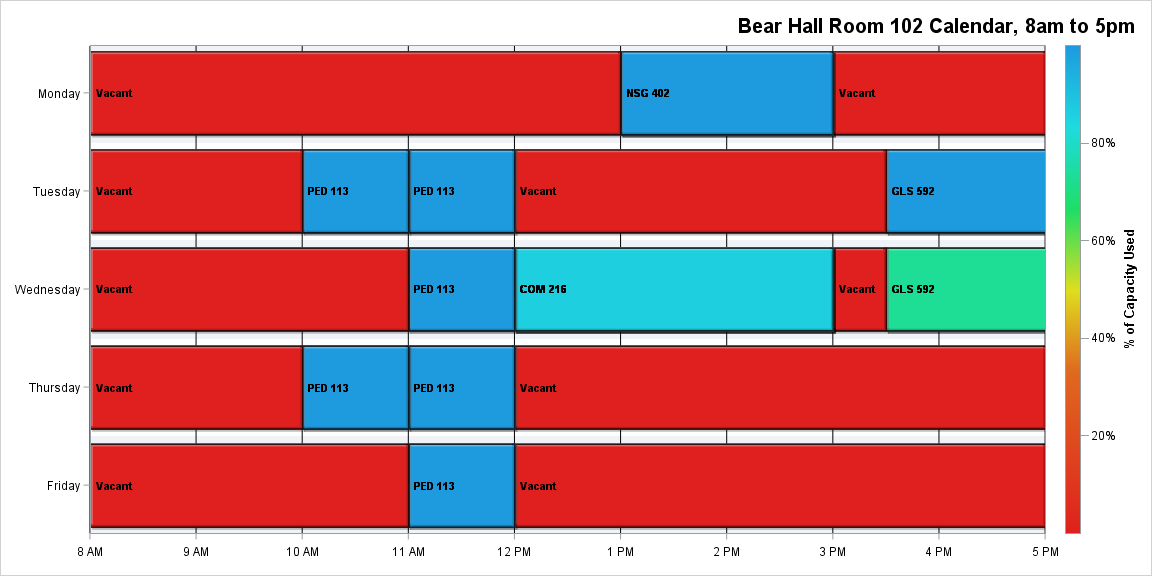 Bear Hall Room 102 Calendar, 8am to 5pm
Monday
Vacant
NSG 402
Vacant
Tuesday
Vacant
PED 113
PED 113
Vacant
GLS 592
Wednesday
Vacant
PED 113
COM 216
Vacant
GLS 592
Thursday
Vacant
PED 113
PED 113
Vacant
Friday
Vacant
PED 113
Vacant
8 AM
9 AM
10 AM
11 AM
12 PM
1 PM
2 PM
3 PM
4 PM
5 PM
80%
60%
40%
20%
% of Capacity Used